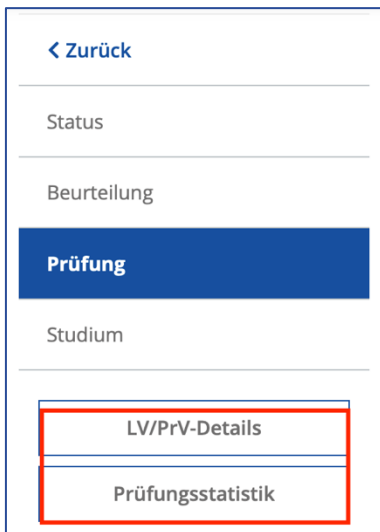 Zurück
Status
Beurteilung
Prüfung
Studium
LV/PrV-Details
Prüfungsstatistik